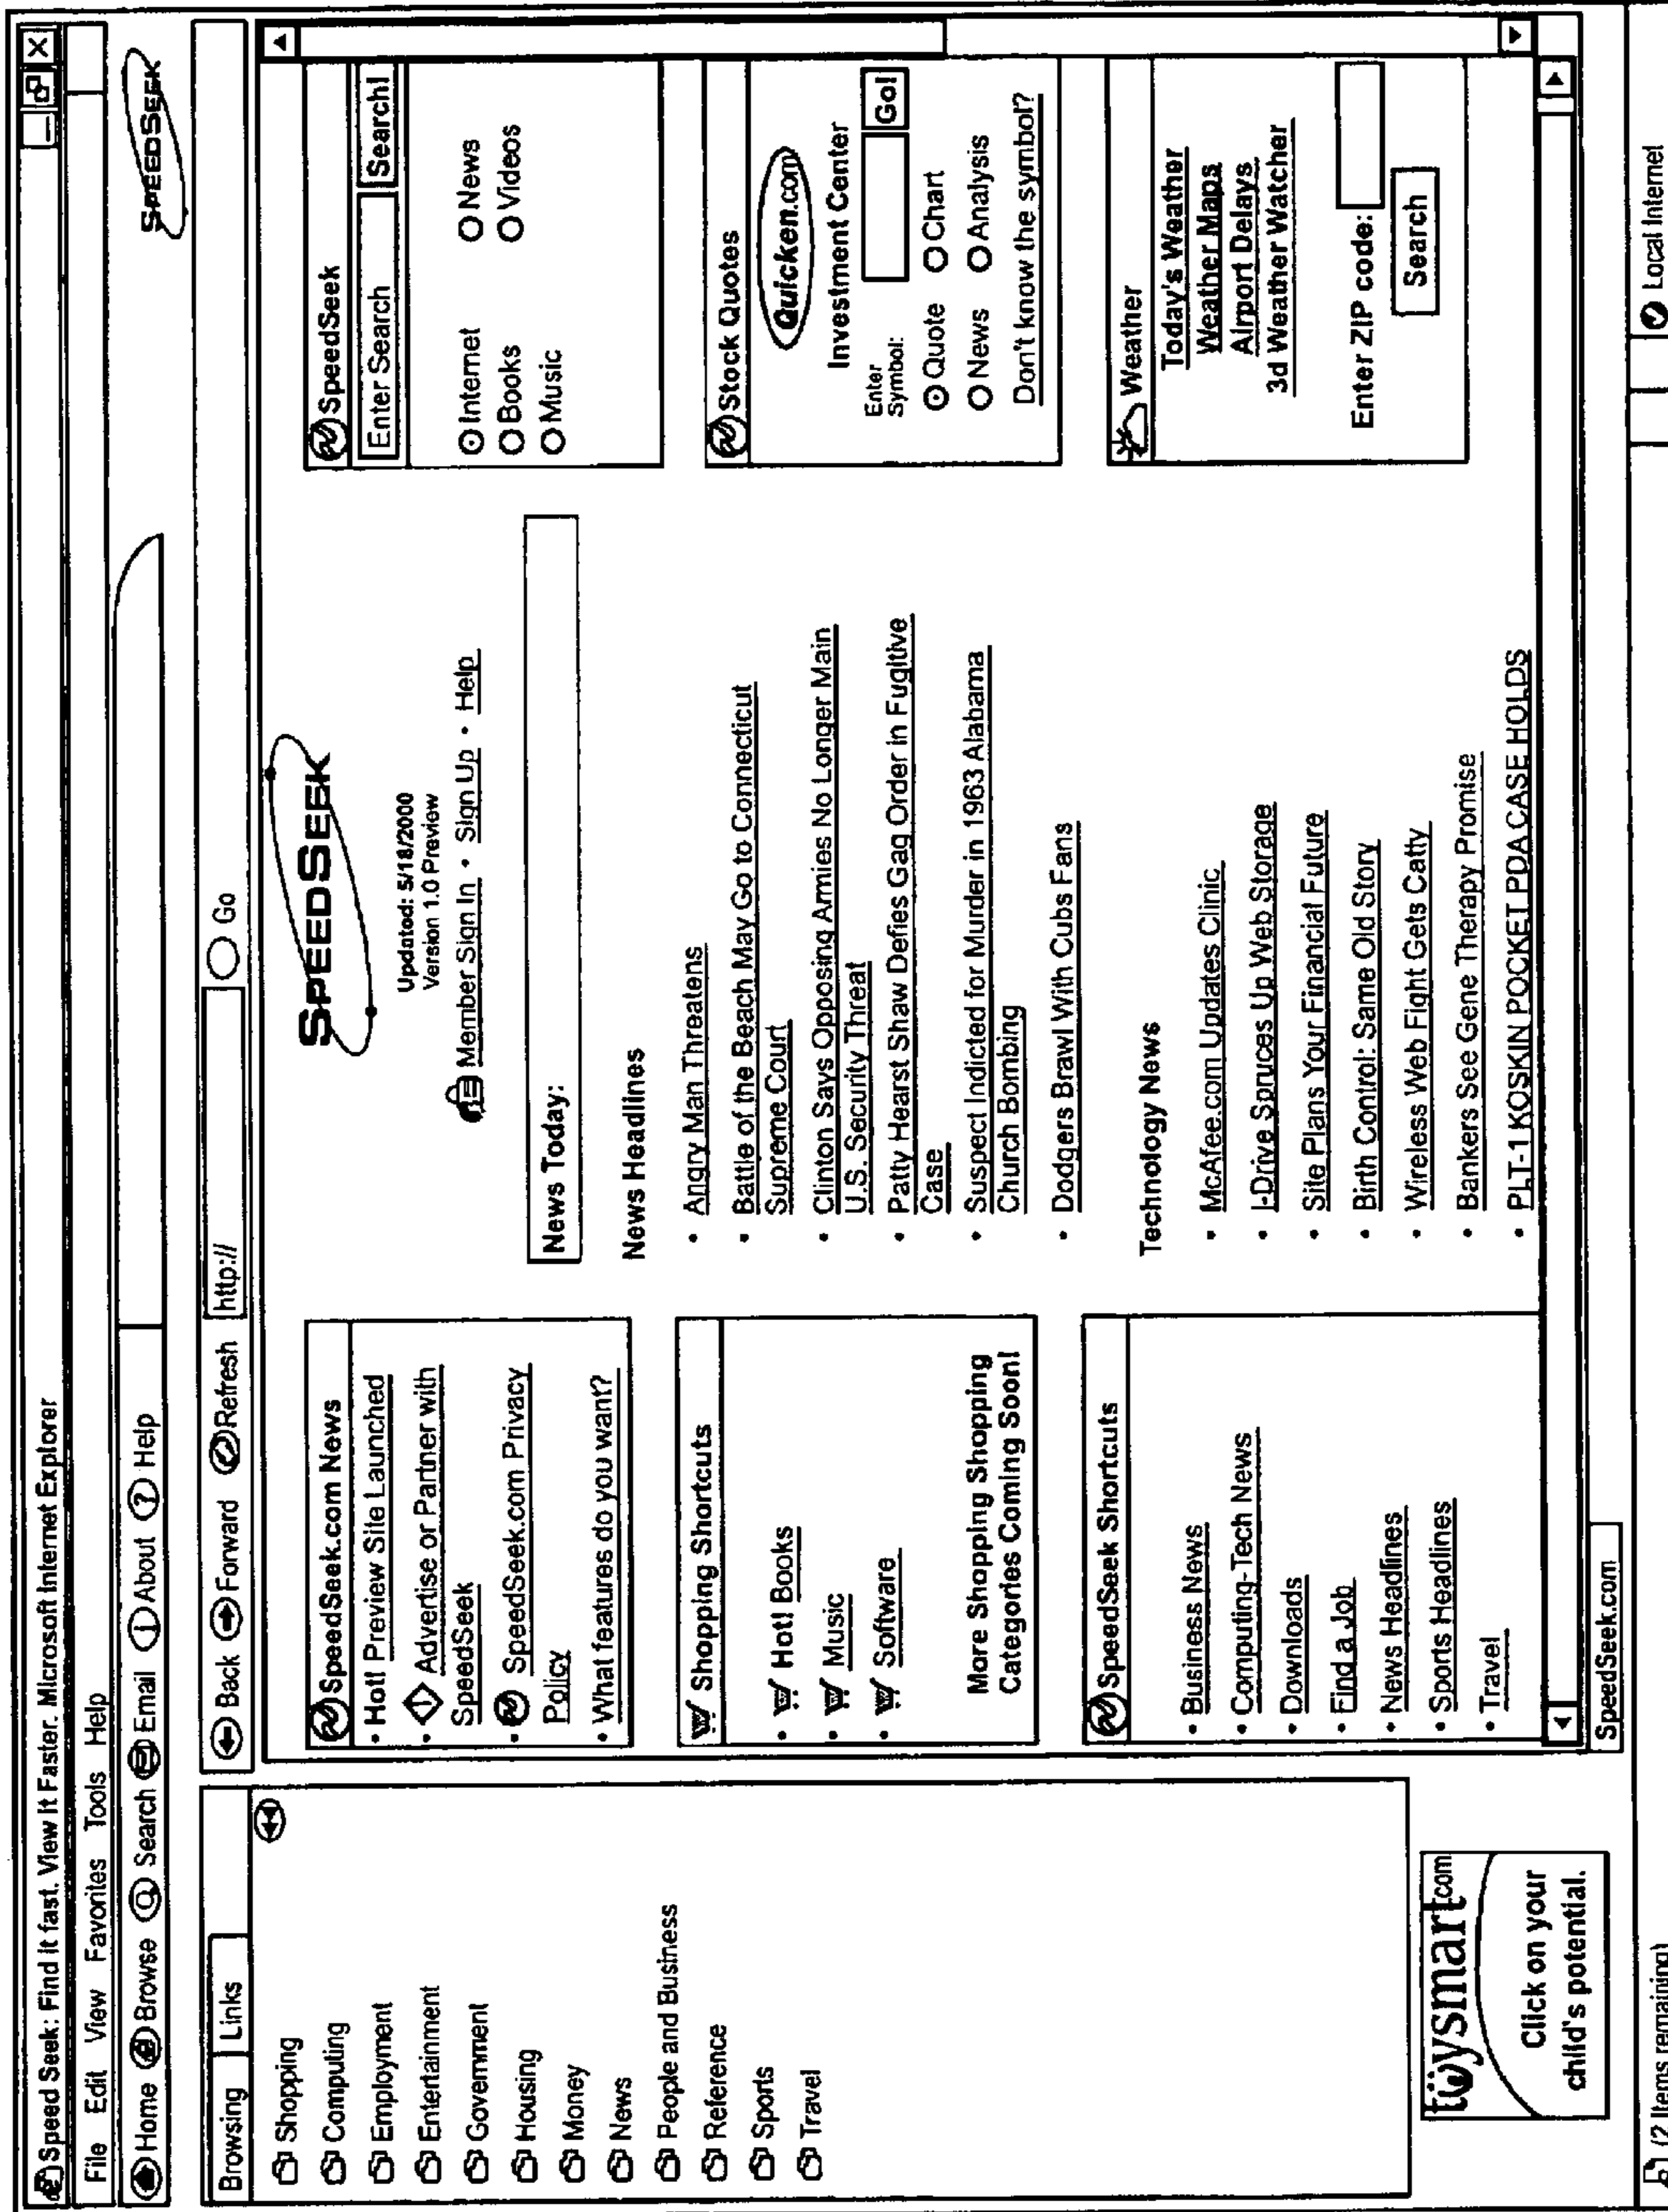 Speed Seek: Find it fast. View It Faster. Microsoft Internet Explorer
File Edit View Favorites Tools Help
Home Browse Search Email About Help
SPEEDSEEK
Browsing Links
Back Forward Refresh http:// Go
Shopping
Computing
Employment
Entertainment
Government
Housing
Money
News
People and Business
Reference
Sports
Travel
toysmart.com
Click on your
child's potential.
SpeedSeek.com News
• Hot! Preview Site Launched
• Advertise or Partner with
SpeedSeek
• SpeedSeek.com Privacy
Policy
• What features do you want?
Shopping Shortcuts
• Hot! Books
• Music
• Software
More Shopping Shopping
Categories Coming Soon!
SpeedSeek Shortcuts
• Business News
• Computing-Tech News
• Downloads
• Find a Job
• News Headlines
• Sports Headlines
• Travel
SPEEDSEEK
Updated: 5/18/2000
Version 1.0 Preview
Member Sign In • Sign Up • Help
News Today:
News Headlines
• Angry Man Threatens
• Battle of the Beach May Go to Connecticut
Supreme Court
• Clinton Says Opposing Armies No Longer Main
U.S. Security Threat
• Patty Hearst Shaw Defies Gag Order in Fugitive
Case
• Suspect Indicted for Murder in 1963 Alabama
Church Bombing
• Dodgers Brawl With Cubs Fans
Technology News
• McAfee.com Updates Clinic
• I-Drive Spruces Up Web Storage
• Site Plans Your Financial Future
• Birth Control: Same Old Story
• Wireless Web Fight Gets Catty
• Bankers See Gene Therapy Promise
• PLT-1 KOSKIN POCKET PDA CASE HOLDS
SpeedSeek
Enter Search Search!
Internet News
Books Videos
Music
Stock Quotes
Quicken.com
Investment Center
Enter
Symbol: Go!
Quote Chart
News Analysis
Don't know the symbol?
Weather
Today's Weather
Weather Maps
Airport Delays
3d Weather Watcher
Enter ZIP code:
Search
SpeedSeek.com
(2 Items remaining) Local Internet